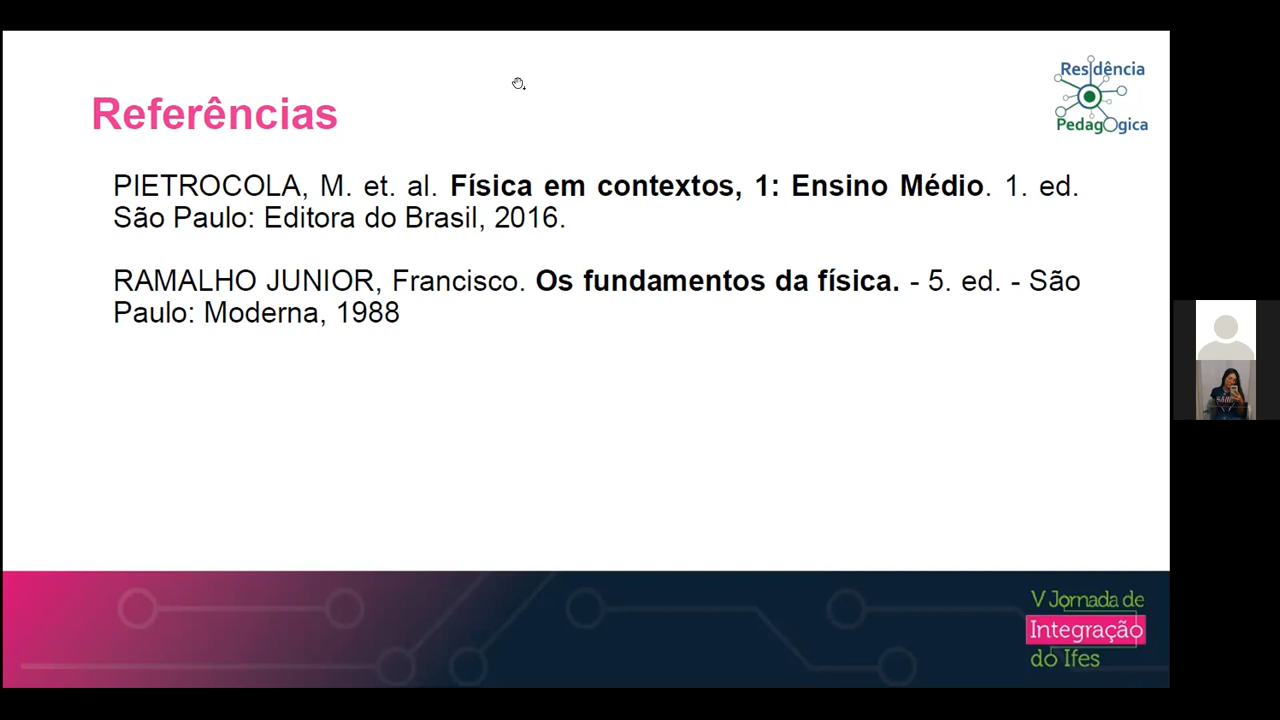 Residência
Pedagógica
Referências
PIETROCOLA, M. et. al. Física em contextos, 1: Ensino Médio. 1. ed.
São Paulo: Editora do Brasil, 2016.
RAMALHO JUNIOR, Francisco. Os fundamentos da física. - 5. ed. - São
Paulo: Moderna, 1988
V Jornada de
Integração
do Ifes